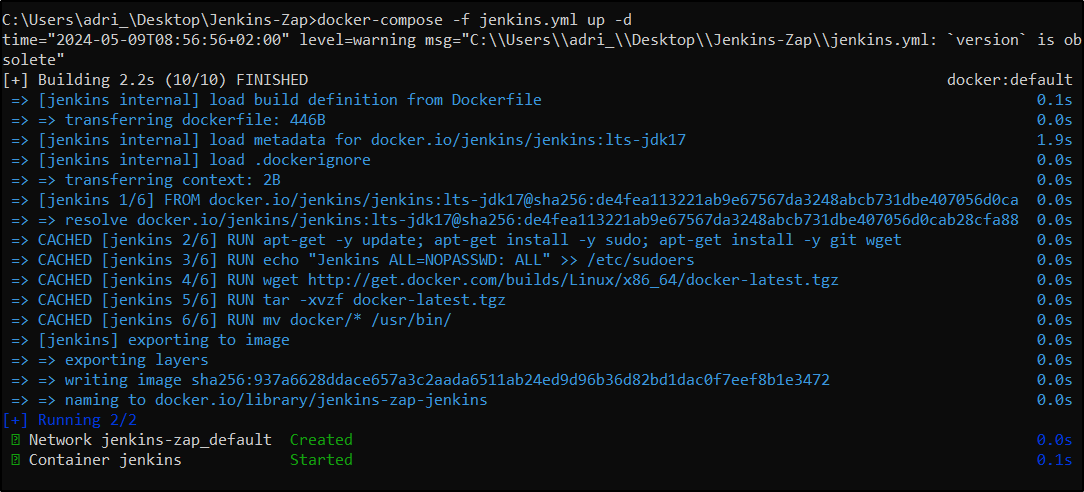 C:\Users\adri_\Desktop\Jenkins-Zap>docker-compose -f jenkins.yml up -d
time="2024-05-09T08:56:56+02:00" level=warning msg="C:\\Users\\adri_\\Desktop\\Jenkins-Zap\\jenkins.yml: `version` is ob
solete"
[+] Building 2.2s (10/10) FINISHED docker:default
=> [jenkins internal] load build definition from Dockerfile 0.1s
=> => transferring dockerfile: 446B 0.0s
=> [jenkins internal] load metadata for docker.io/jenkins/jenkins:lts-jdk17 1.9s
=> [jenkins internal] load .dockerignore 0.0s
=> => transferring context: 2B 0.0s
=> [jenkins 1/6] FROM docker.io/jenkins/jenkins:lts-jdk17@sha256:de4fea113221ab9e67567da3248abcb731dbe407056d0ca 0.0s
=> => resolve docker.io/jenkins/jenkins:lts-jdk17@sha256:de4fea113221ab9e67567da3248abcb731dbe407056d0cab28cfa88 0.0s
=> CACHED [jenkins 2/6] RUN apt-get -y update; apt-get install -y sudo; apt-get install -y git wget 0.0s
=> CACHED [jenkins 3/6] RUN echo "Jenkins ALL=NOPASSWD: ALL" >> /etc/sudoers 0.0s
=> CACHED [jenkins 4/6] RUN wget http://get.docker.com/builds/Linux/x86_64/docker-latest.tgz 0.0s
=> CACHED [jenkins 5/6] RUN tar -xvzf docker-latest.tgz 0.0s
=> CACHED [jenkins 6/6] RUN mv docker/* /usr/bin/ 0.0s
=> [jenkins] exporting to image 0.0s
=> => exporting layers 0.0s
=> => writing image sha256:937a6628ddace657a3c2aada6511ab24ed9d96b36d82bd1dac0f7eef8b1e3472 0.0s
=> => naming to docker.io/library/jenkins-zap-jenkins 0.0s
[+] Running 2/2
Network jenkins-zap_default Created 0.0s
Container jenkins Started 0.1s